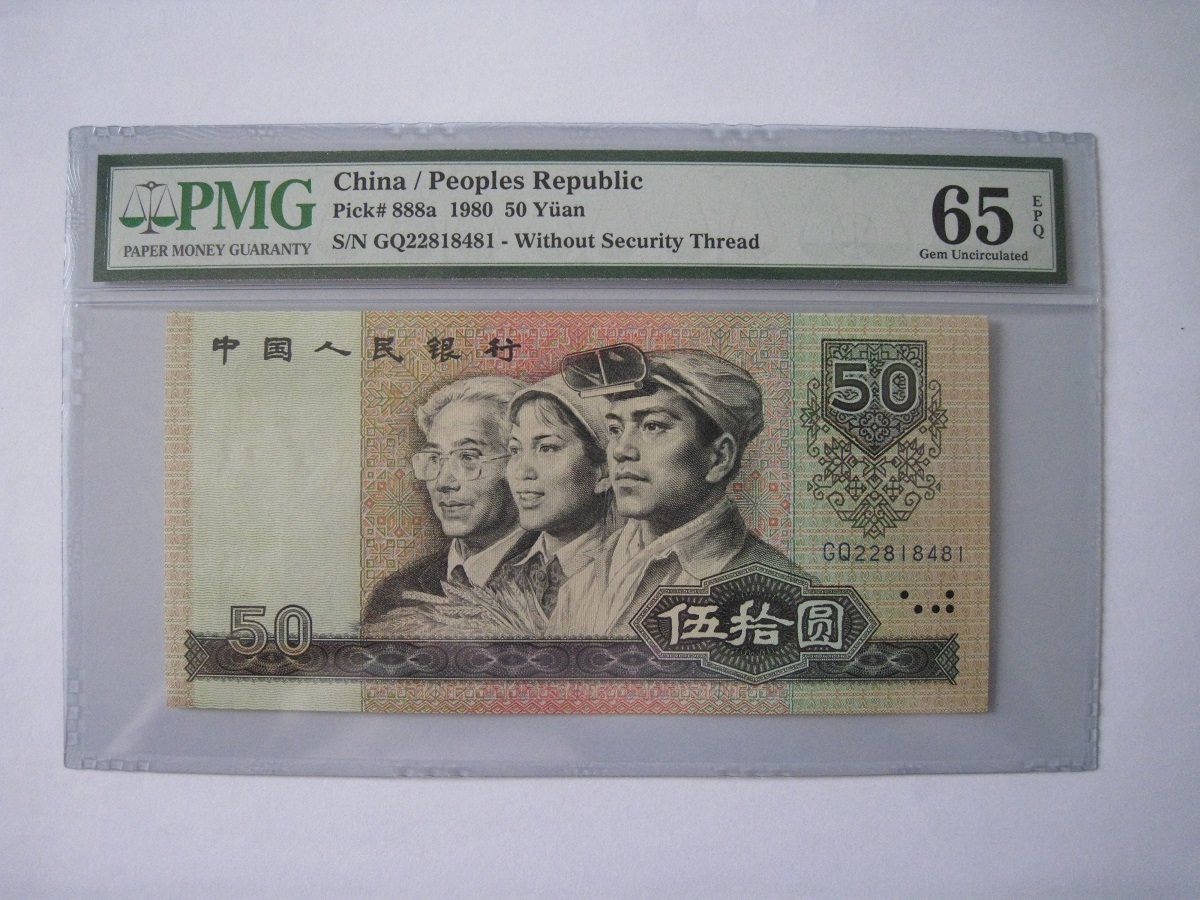 PMG
PAPER MONEY GUARANTY
China / Peoples Republic
Pick# 888a 1980 50 Yüan
S/N GQ22818481 - Without Security Thread
65
EPQ
Gem Uncirculated
中国人民银行
50
GQ22818481
50
伍拾圆